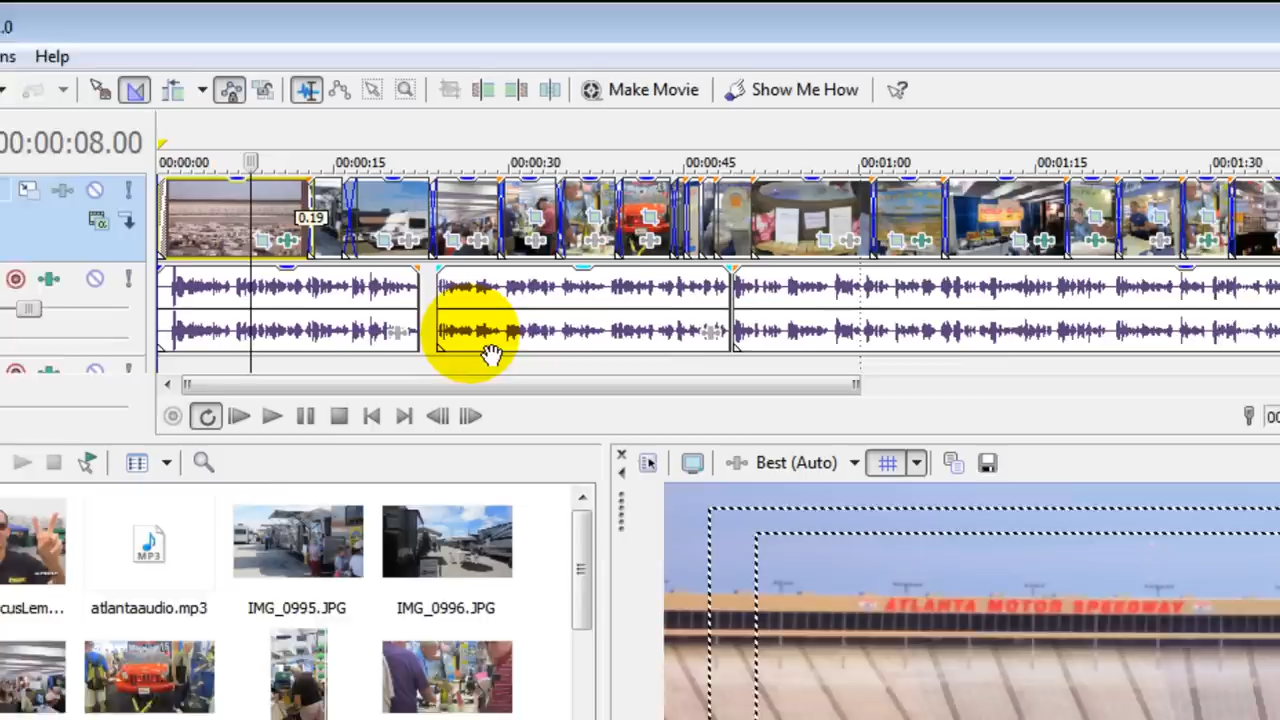 .0
ns Help
Make Movie Show Me How
00:00:08.00
00:00:00 00:00:15 00:00:30 00:00:45 00:01:00 00:01:15 00:01:30
0.19
00
Best (Auto)
MP3
cusLem... atlantaaudio.mp3 IMG_0995.JPG IMG_0996.JPG
ATLANTA MOTOR SPEEDWAY